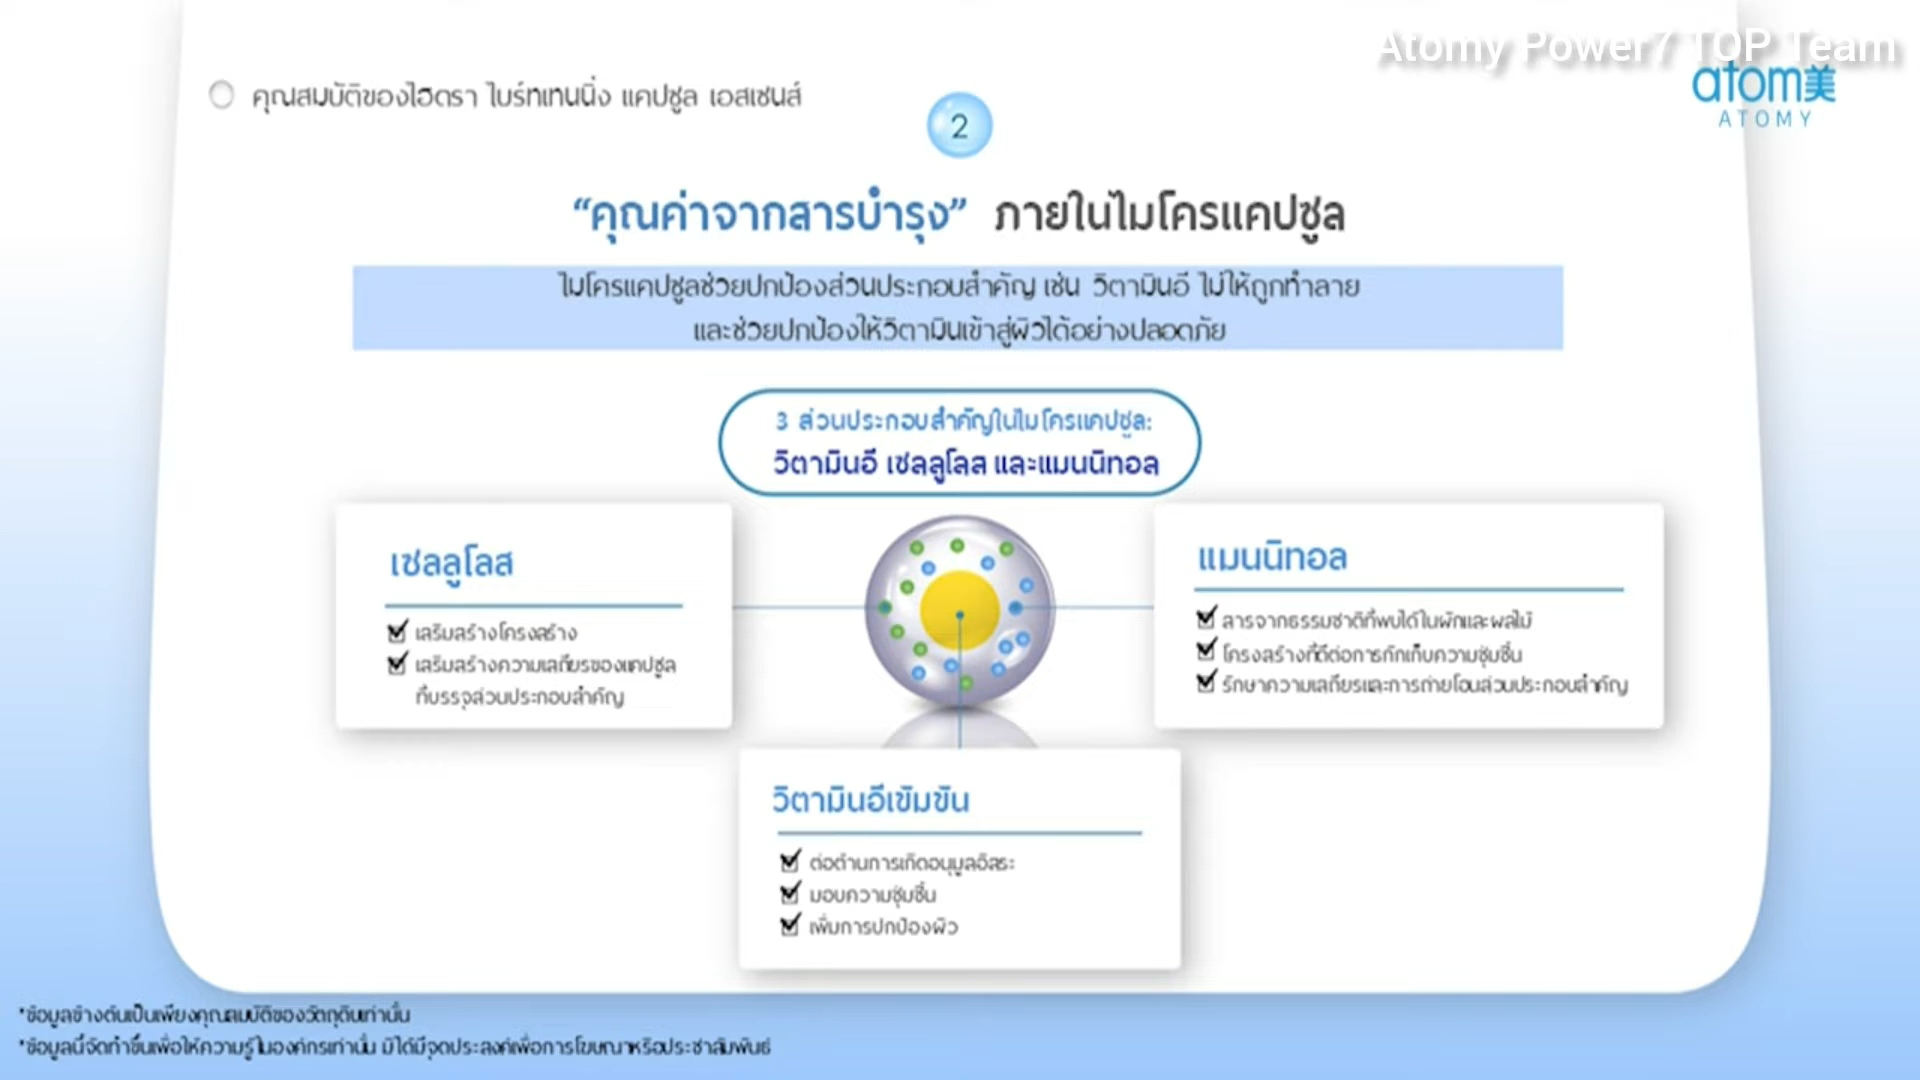 Atomy Power7 TOP Team
atom美
ATOMY
คุณสมบัติของไฮดรา ไบร์ทเทนนิ่ง แคปซูล เอสเซนส์
2
“คุณค่าจากสารบำรุง” ภายในไมโครแคปซูล
ไมโครแคปซูลช่วยปกป้องส่วนประกอบสำคัญ เช่น วิตามินอี ไม่ให้ถูกทำลาย
และช่วยปกป้องให้วิตามินเข้าสู่ผิวได้อย่างปลอดภัย
3 ส่วนประกอบสำคัญในไมโครแคปซูล:
วิตามินอี เซลลูโลส และแมนนิทอล
เซลลูโลส
เสริมสร้างโครงสร้าง
เสริมสร้างความเสถียรของแคปซูล
ที่บรรจุส่วนประกอบสำคัญ
แมนนิทอล
สารจากธรรมชาติที่พบได้ในผักและผลไม้
โครงสร้างที่ดีต่อการกักเก็บความชุ่มชื้น
รักษาความเสถียรและการถ่ายโอนส่วนประกอบสำคัญ
วิตามินอีเข้มข้น
ต่อต้านการเกิดอนุมูลอิสระ
มอบความชุ่มชื้น
เพิ่มการปกป้องผิว
*ข้อมูลข้างต้นเป็นเพียงคุณสมบัติของวัตถุดิบเท่านั้น
*ข้อมูลนี้จัดทำขึ้นเพื่อให้ความรู้ในองค์กรเท่านั้น มิได้มีจุดประสงค์เพื่อการโฆษณาหรือประชาสัมพันธ์